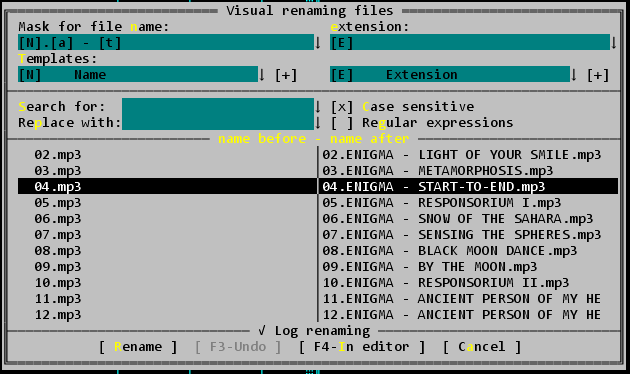 Visual renaming files
Mask for file name: extension:
[N].[a] - [t] ↓ [E] ↓
Templates:
[N] Name ↓ [+] [E] Extension ↓ [+]
Search for: ↓ [x] Case sensitive
Replace with: ↓ [ ] Regular expressions
name before - name after
02.mp3 02.ENIGMA - LIGHT OF YOUR SMILE.mp3
03.mp3 03.ENIGMA - METAMORPHOSIS.mp3
04.mp3 04.ENIGMA - START-TO-END.mp3
05.mp3 05.ENIGMA - RESPONSORIUM I.mp3
06.mp3 06.ENIGMA - SNOW OF THE SAHARA.mp3
07.mp3 07.ENIGMA - SENSING THE SPHERES.mp3
08.mp3 08.ENIGMA - BLACK MOON DANCE.mp3
09.mp3 09.ENIGMA - BY THE MOON.mp3
10.mp3 10.ENIGMA - RESPONSORIUM II.mp3
11.mp3 11.ENIGMA - ANCIENT PERSON OF MY HE
12.mp3 12.ENIGMA - ANCIENT PERSON OF MY HE
√ Log renaming
[ Rename ] [ F3-Undo ] [ F4-In editor ] [ Cancel ]